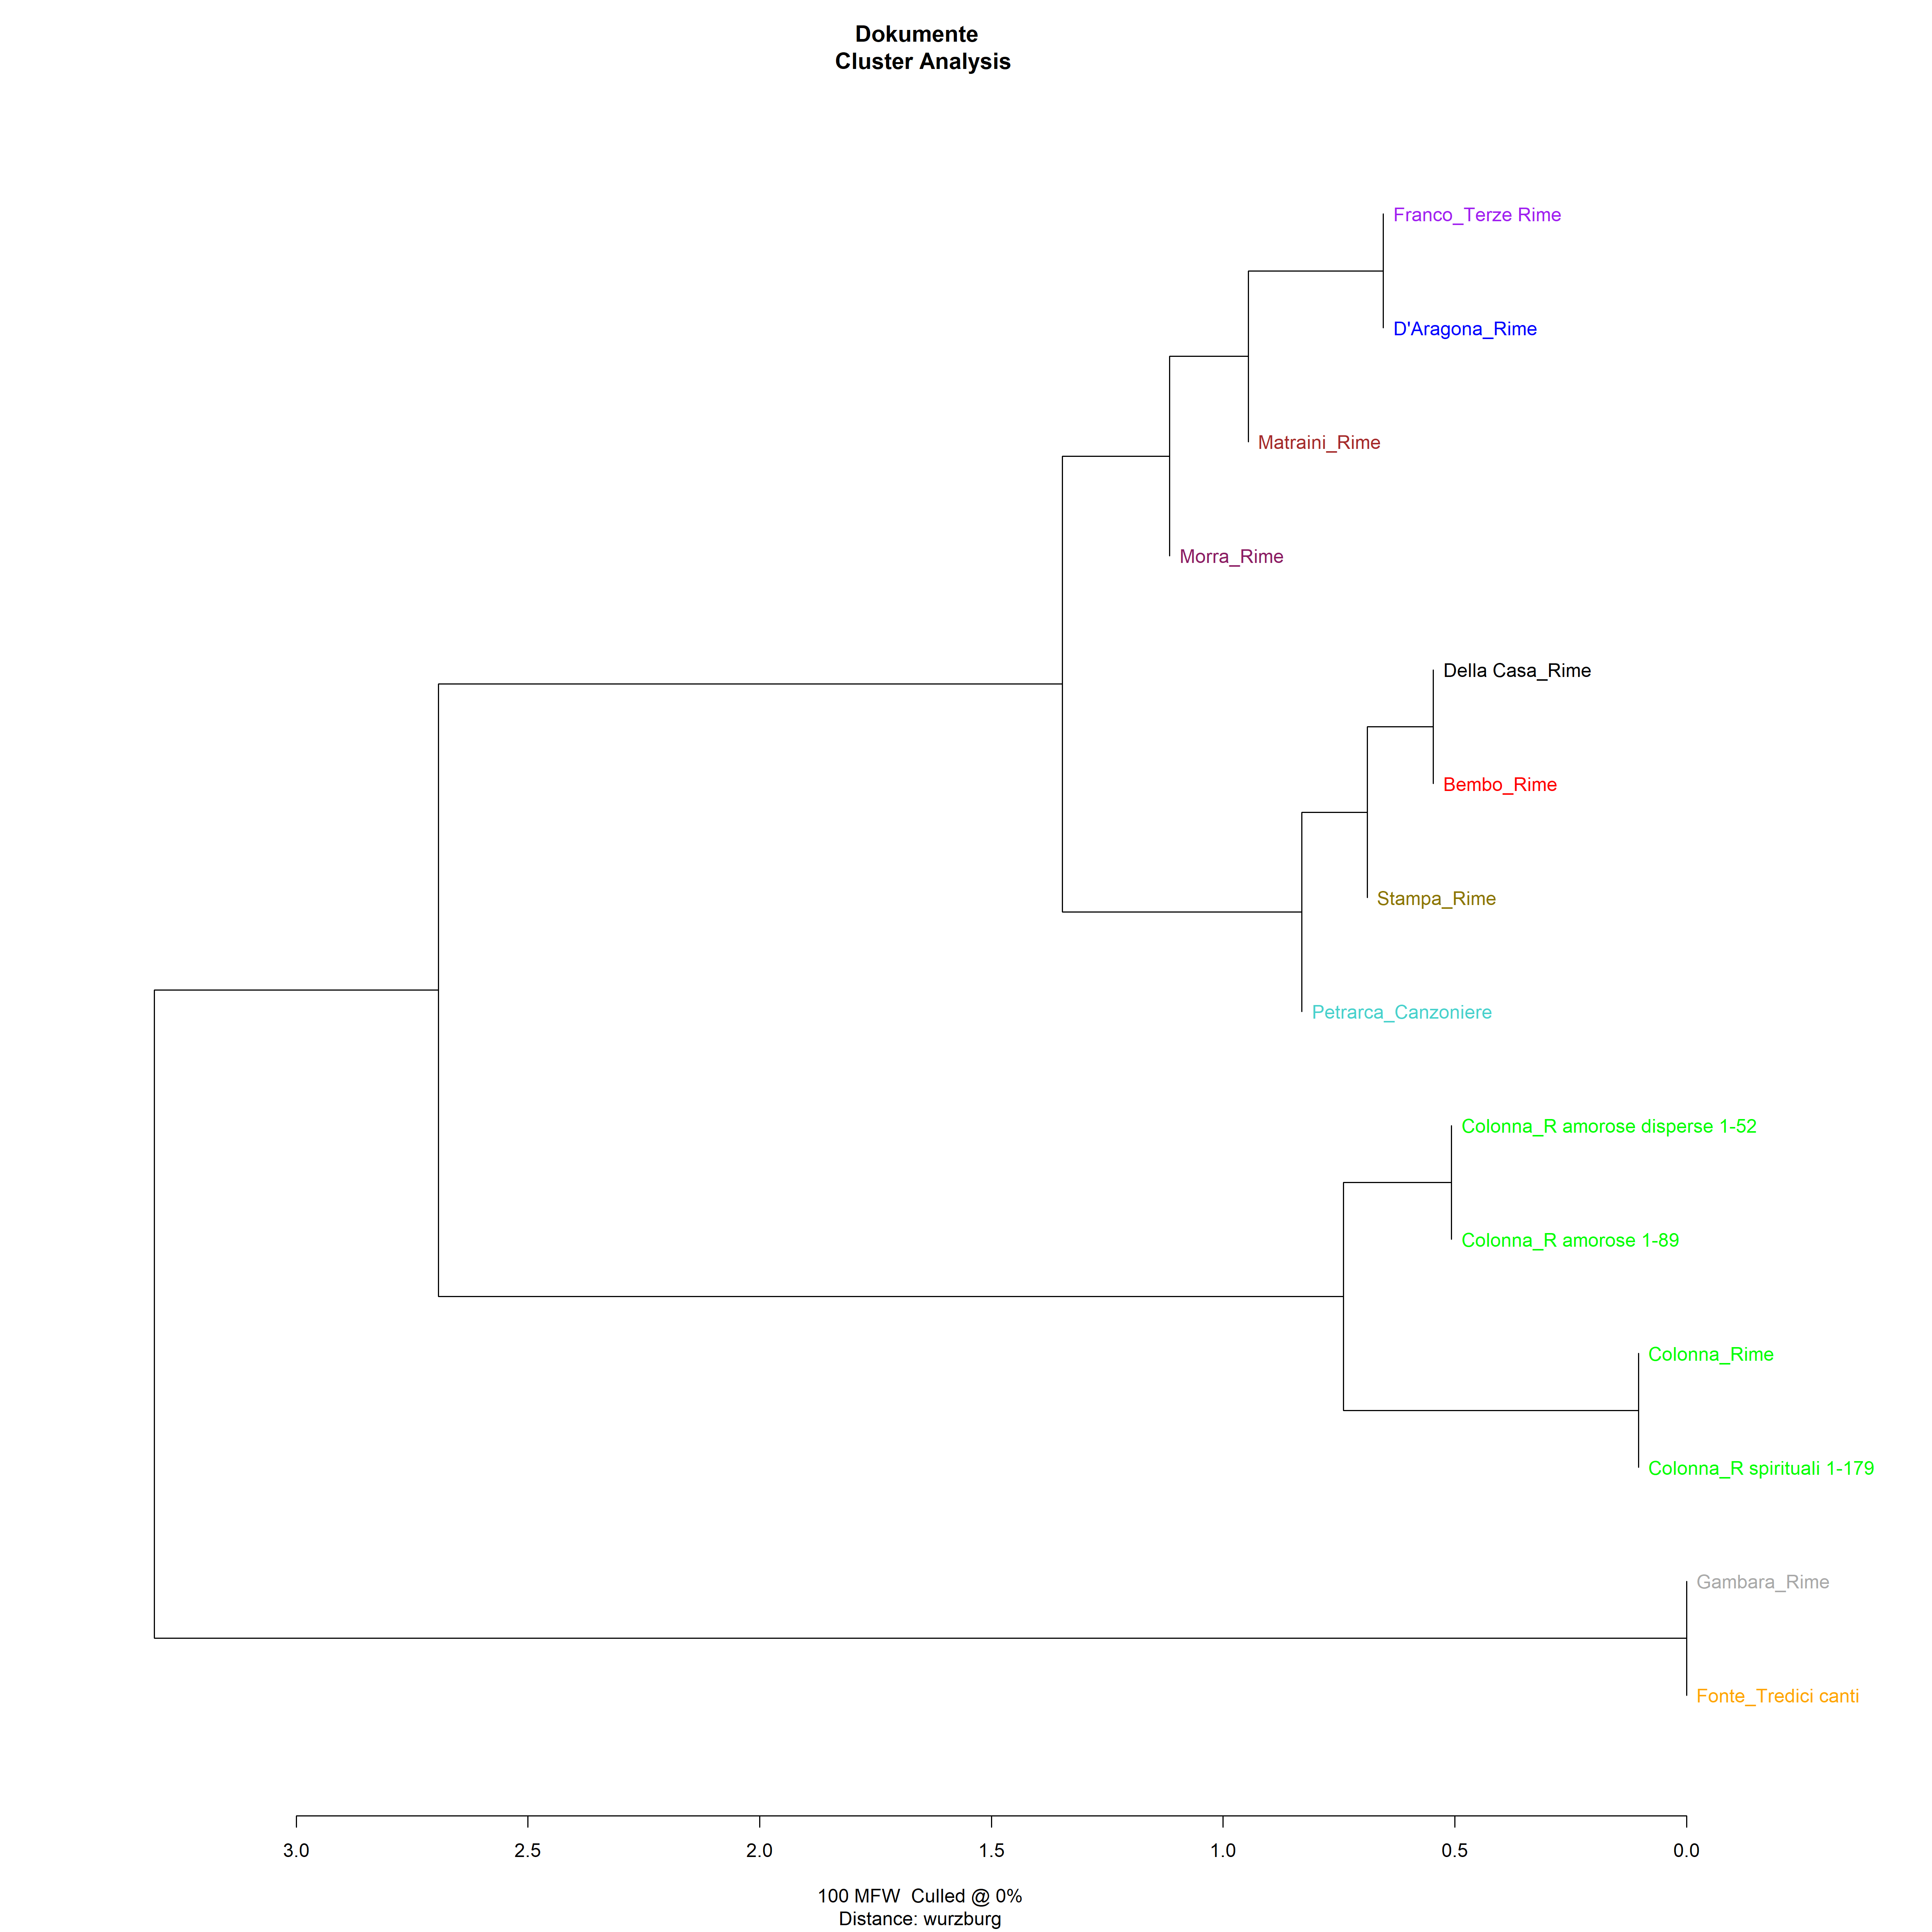 Dokumente
Cluster Analysis
Franco_Terze Rime
D'Aragona_Rime
Matraini_Rime
Morra_Rime
Della Casa_Rime
Bembo_Rime
Stampa_Rime
Petrarca_Canzoniere
Colonna_R amorose disperse 1-52
Colonna_R amorose 1-89
Colonna_Rime
Colonna_R spirituali 1-179
Gambara_Rime
Fonte_Tredici canti
3.0 2.5 2.0 1.5 1.0 0.5 0.0
100 MFW  Culled @ 0%
Distance: wurzburg